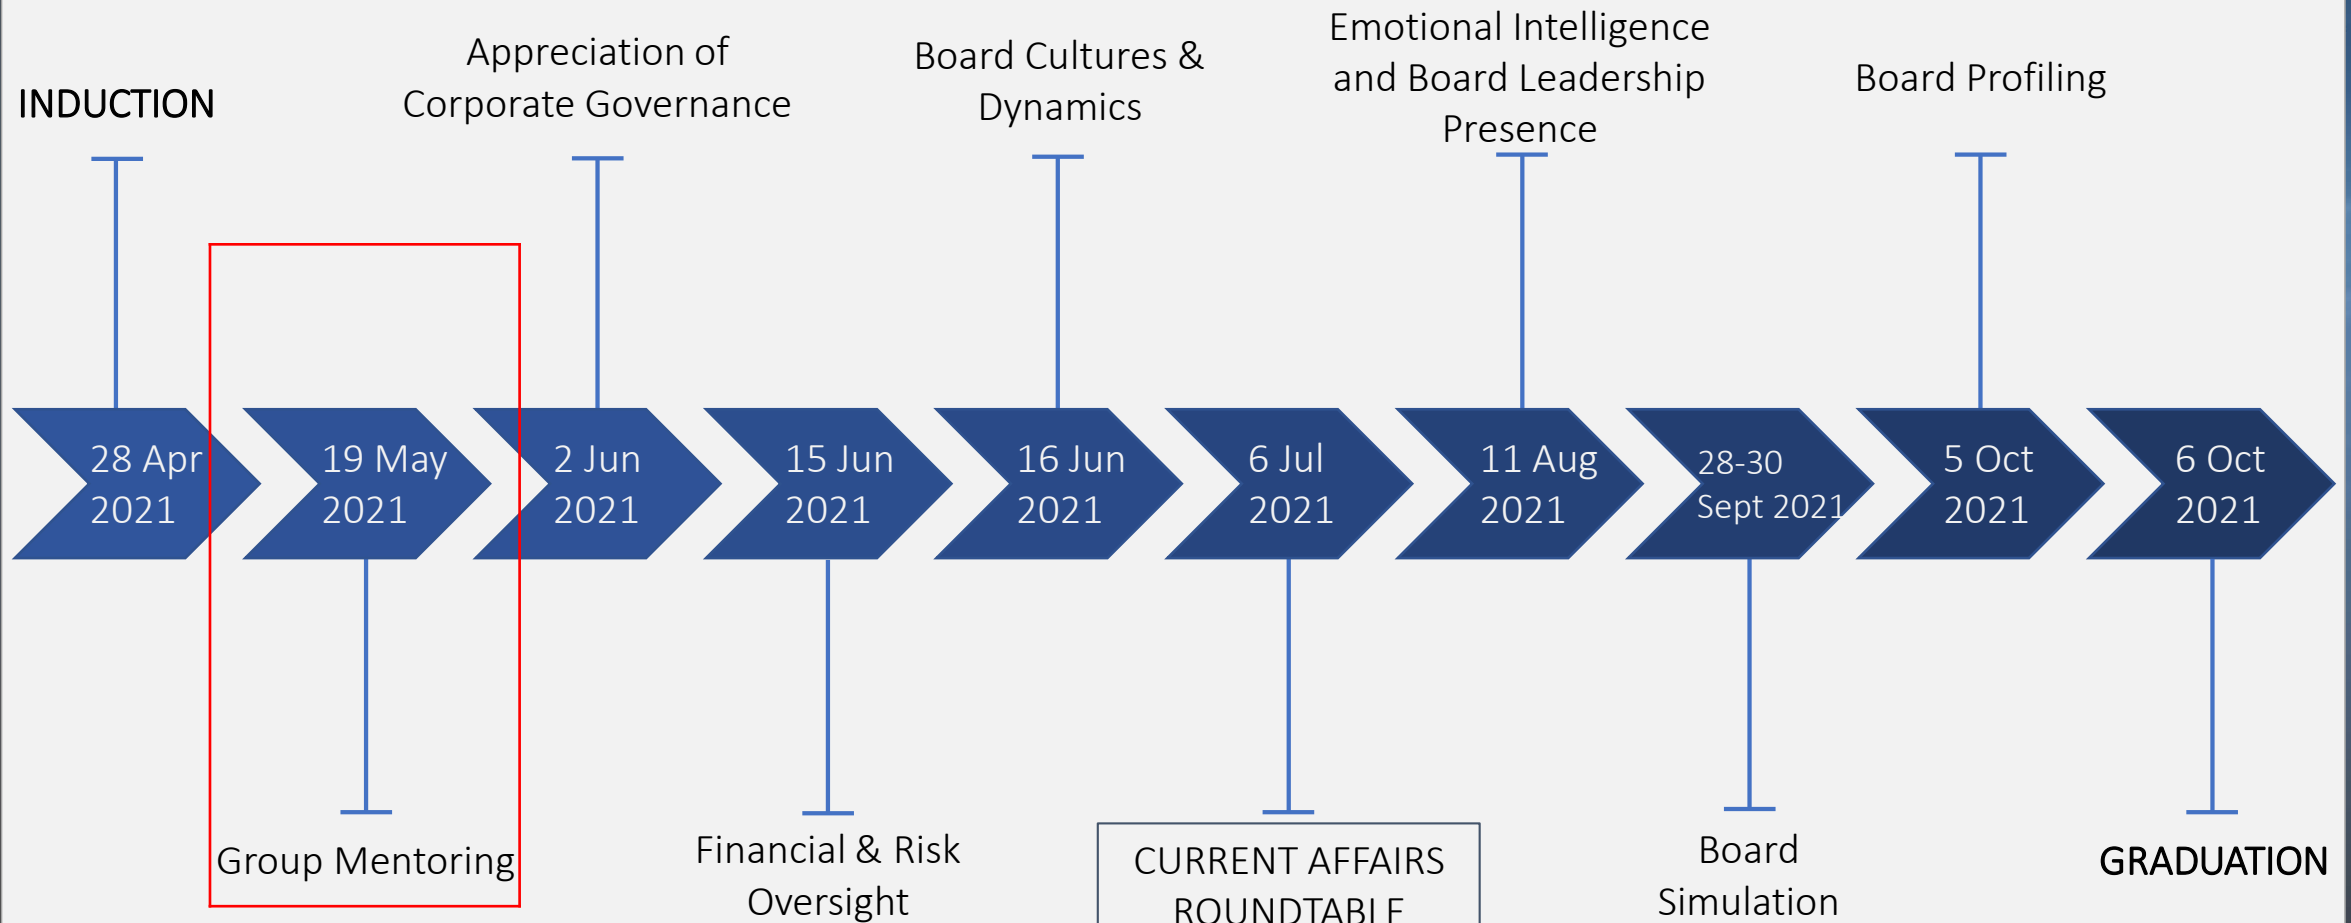 INDUCTION
Appreciation of
Corporate Governance
Board Cultures &
Dynamics
Emotional Intelligence
and Board Leadership
Presence
Board Profiling
28 Apr
2021
19 May
2021
2 Jun
2021
15 Jun
2021
16 Jun
2021
6 Jul
2021
11 Aug
2021
28-30
Sept 2021
5 Oct
2021
6 Oct
2021
Group Mentoring
Financial & Risk
Oversight
CURRENT AFFAIRS
ROUNDTABLE
Board
Simulation
GRADUATION